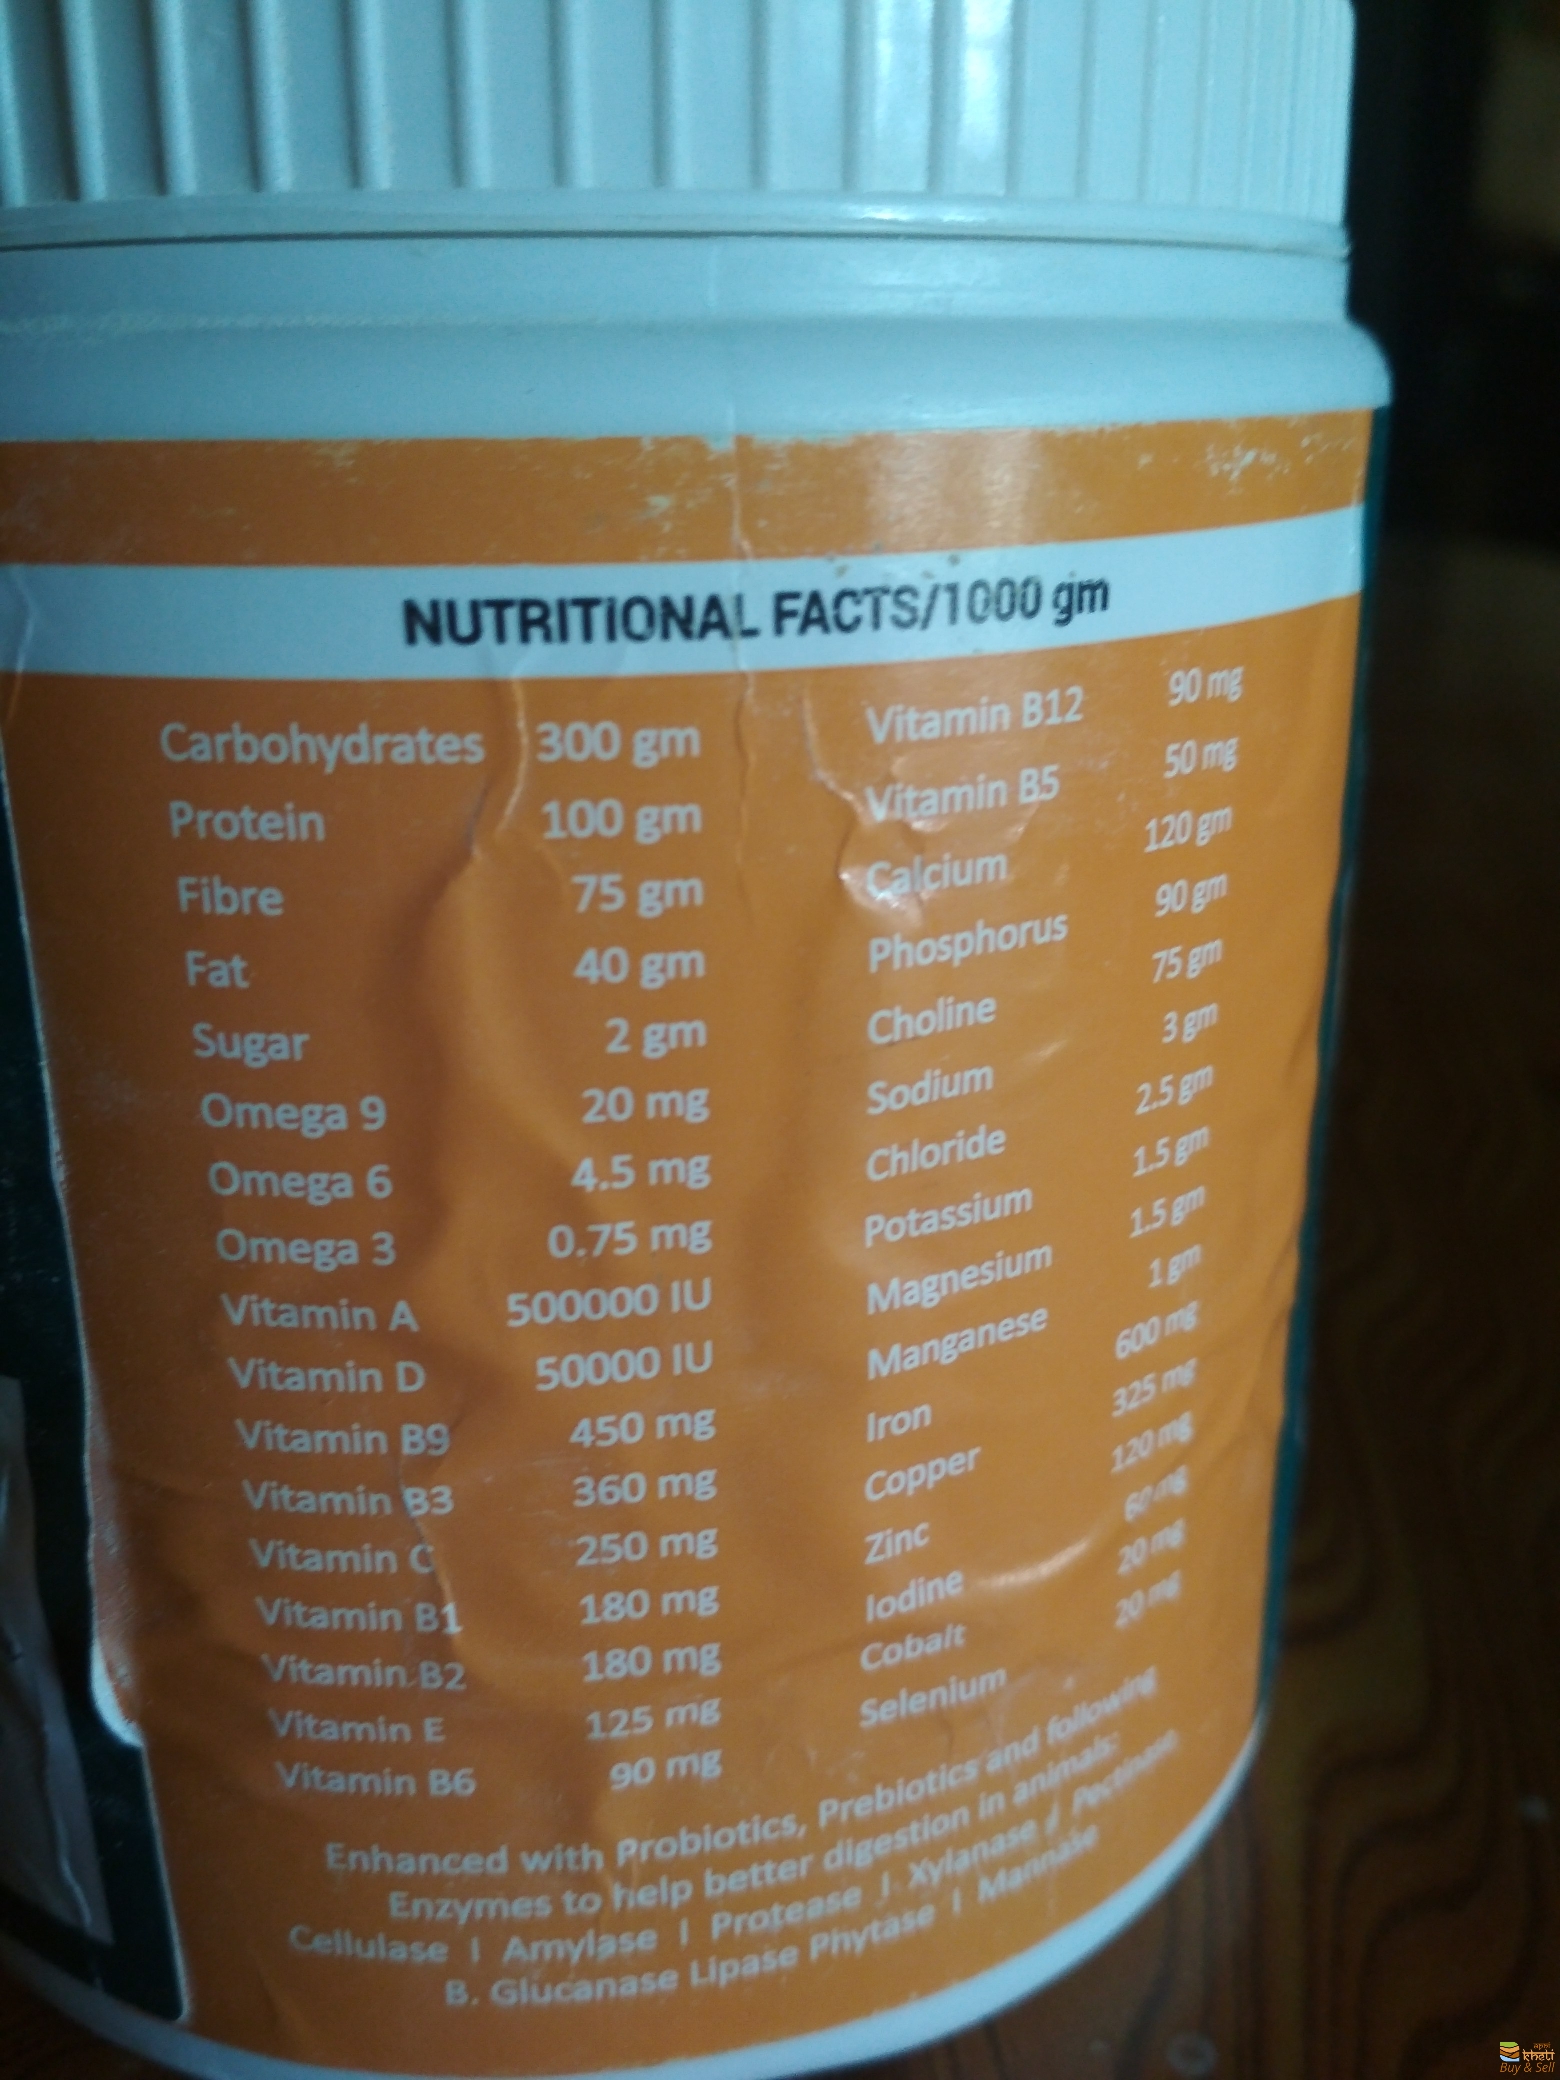 NUTRITIONAL FACTS/1000 gm
Carbohydrates 300 gm
Protein 100 gm
Fibre 75 gm
Fat 40 gm
Sugar 2 gm
Omega 9 20 mg
Omega 6 4.5 mg
Omega 3 0.75 mg
Vitamin A 500000 IU
Vitamin D 50000 IU
Vitamin B9 450 mg
Vitamin B3 360 mg
Vitamin C 250 mg
Vitamin B1 180 mg
Vitamin B2 180 mg
Vitamin E 125 mg
Vitamin B6 90 mg
Vitamin B12 90 mg
Vitamin B5 50 mg
Calcium 120 gm
Phosphorus 90 gm
Choline 75 gm
Sodium 3 gm
Chloride 2.5 gm
Potassium 1.5 gm
Magnesium 1.5 gm
Manganese 1 gm
Iron 600 mg
Copper 325 mg
Zinc 120 mg
Iodine 60 mg
Cobalt 20 mg
Selenium 20 mg
Enhanced with Probiotics, Prebiotics and following
Enzymes to help better digestion in animals:
Cellulase | Amylase | Protease | Xylanase | Pectinase
B. Glucanase Lipase Phytase | Mannase
apni
kheti
Buy & Sell